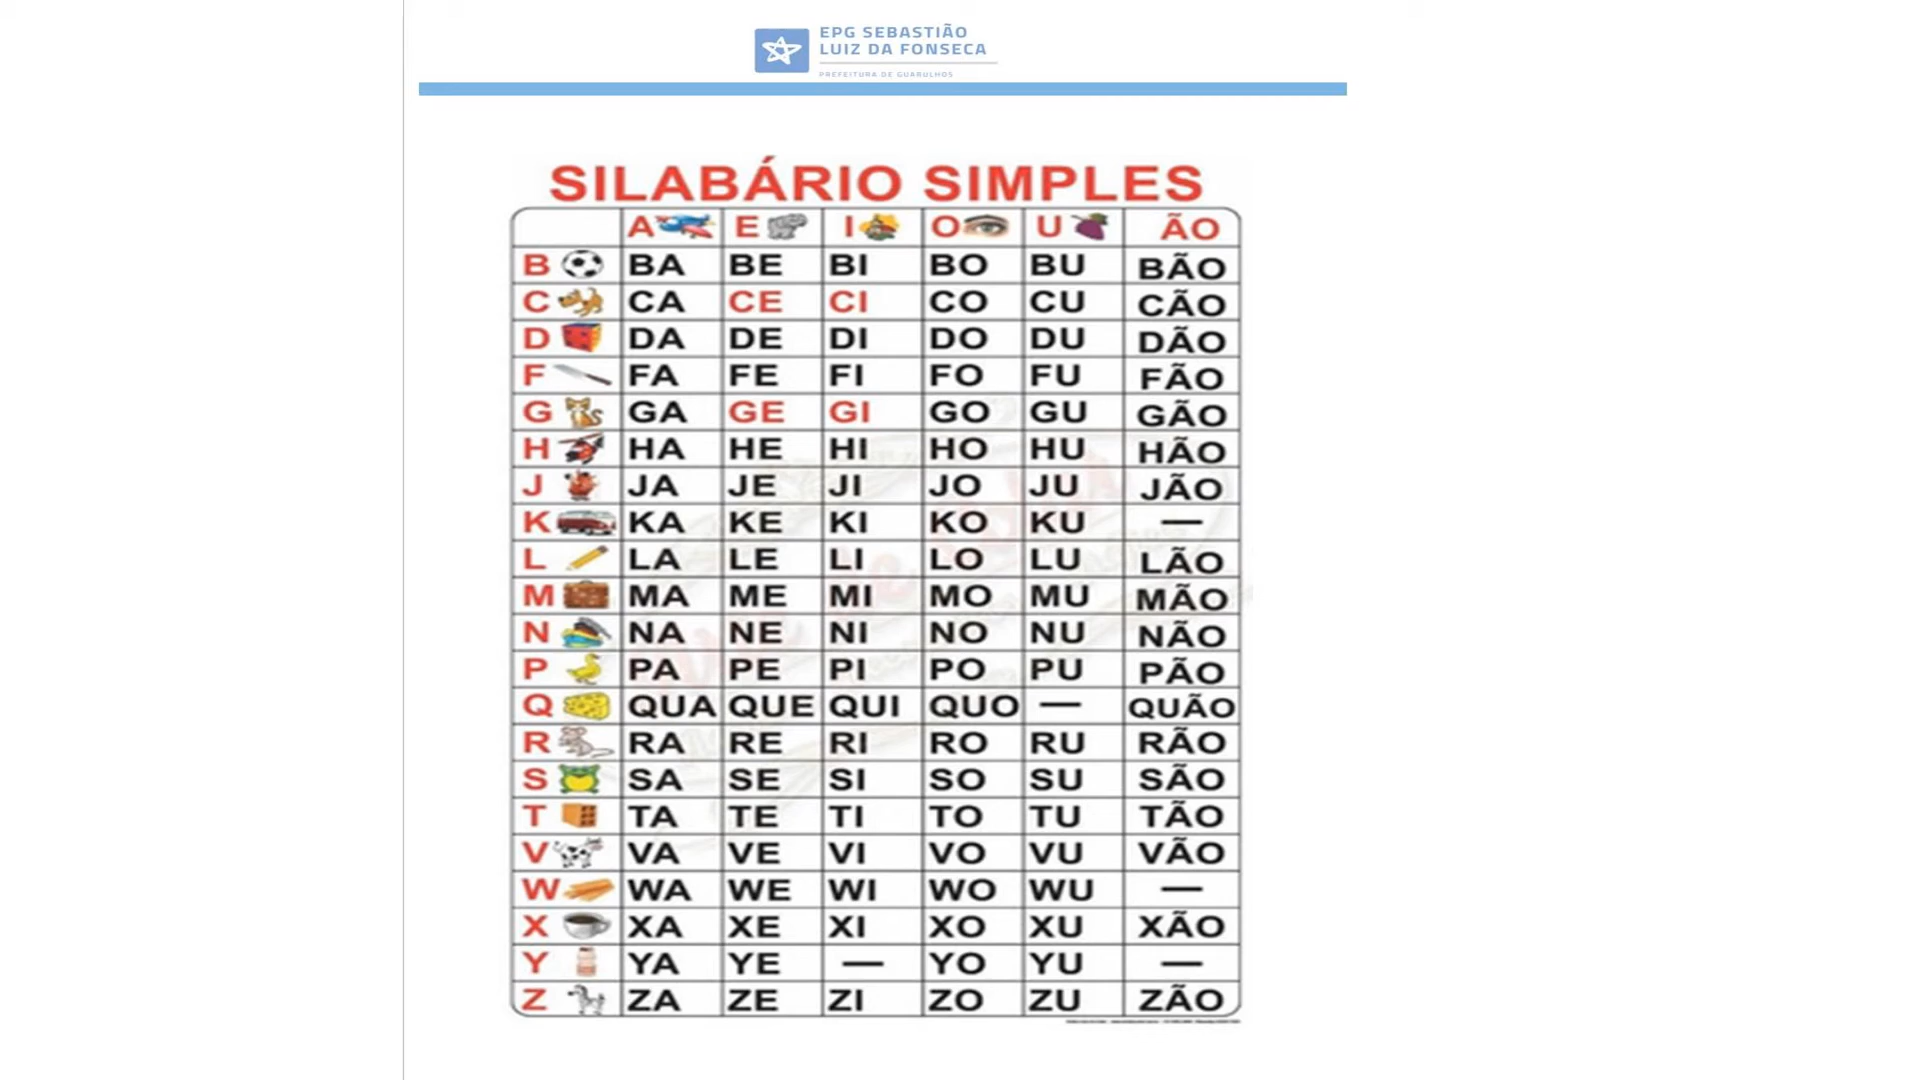 EPG SEBASTIÃO
LUIZ DA FONSECA
PREFEITURA DE GUARULHOS
SILABÁRIO SIMPLES
A E I O U ÃO
B BA BE BI BO BU BÃO
C CA CE CI CO CU CÃO
D DA DE DI DO DU DÃO
F FA FE FI FO FU FÃO
G GA GE GI GO GU GÃO
H HA HE HI HO HU HÃO
J JA JE JI JO JU JÃO
K KA KE KI KO KU —
L LA LE LI LO LU LÃO
M MA ME MI MO MU MÃO
N NA NE NI NO NU NÃO
P PA PE PI PO PU PÃO
Q QUA QUE QUI QUO — QUÃO
R RA RE RI RO RU RÃO
S SA SE SI SO SU SÃO
T TA TE TI TO TU TÃO
V VA VE VI VO VU VÃO
W WA WE WI WO WU —
X XA XE XI XO XU XÃO
Y YA YE — YO YU —
Z ZA ZE ZI ZO ZU ZÃO